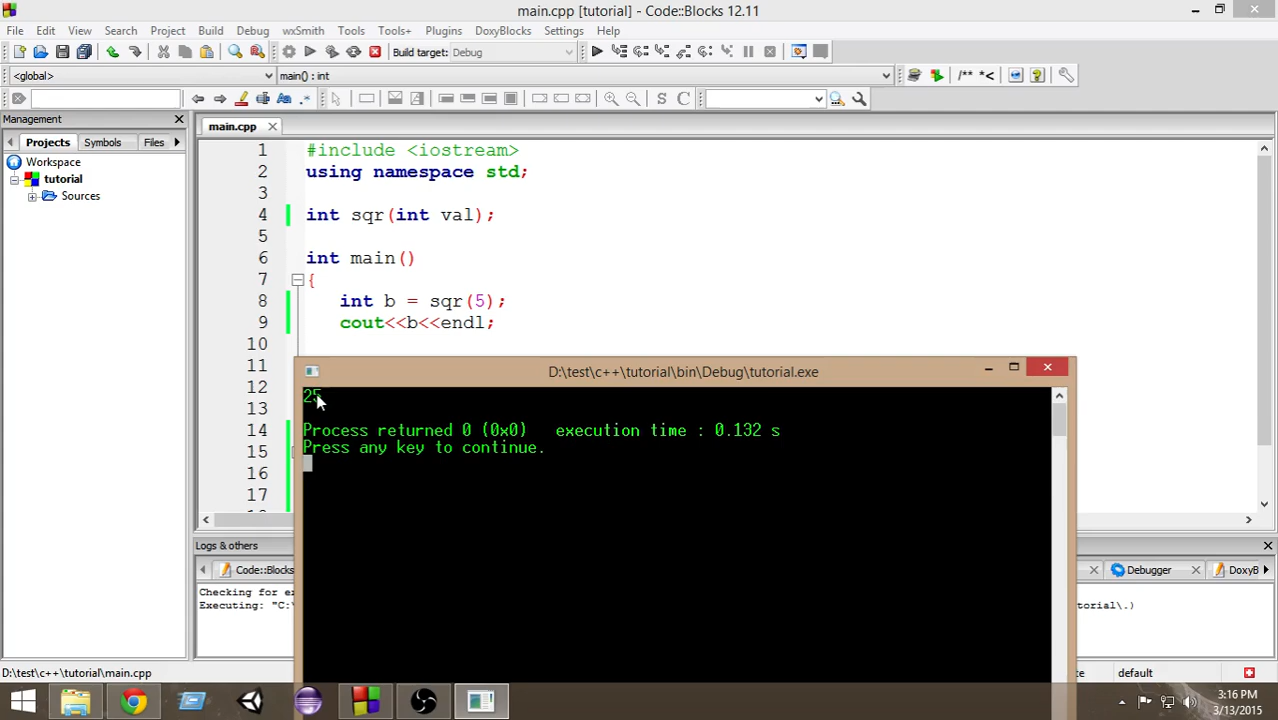 main.cpp [tutorial] - Code::Blocks 12.11
File Edit View Search Project Build Debug wxSmith Tools Tools+ Plugins DoxyBlocks Settings Help
Build target: Debug
<global> main() : int /** *<
S C
Management
main.cpp
Projects Symbols Files
Workspace
tutorial
Sources
1 #include <iostream>
2 using namespace std;
3
4 int sqr(int val);
5
6 int main()
7 {
8 int b = sqr(5);
9 cout<<b<<endl;
10
11
12
13
14
15
16
17
D:\test\c++\tutorial\bin\Debug\tutorial.exe
25
Process returned 0 (0x0) execution time : 0.132 s
Press any key to continue.
Logs & others
Code::Blocks Debugger DoxyB
Checking for ex
Executing: "C:\ torial\.)
D:\test\c++\tutorial\main.cpp te default
3:16 PM
3/13/2015